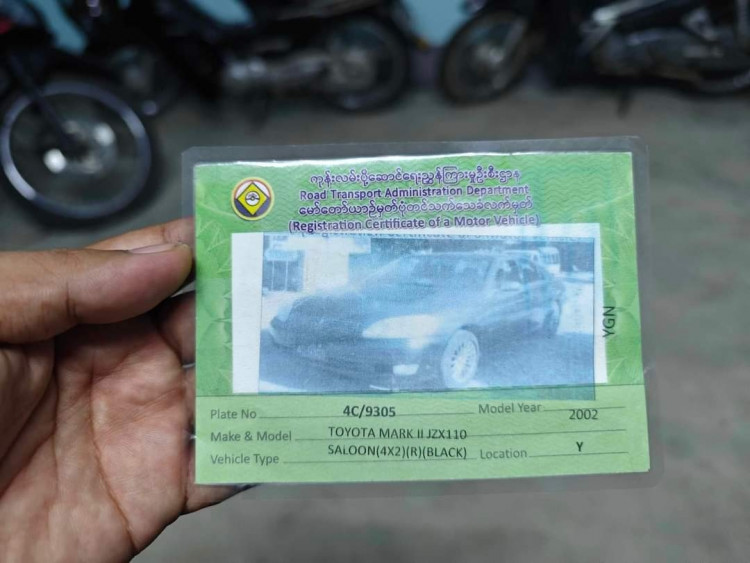 ကုန်းလမ်းပို့ဆောင်ရေးညွှန်ကြားမှုဦးစီးဌာန
Road Transport Administration Department
မော်တော်ယာဉ်မှတ်ပုံတင်သက်သေခံလက်မှတ်
(Registration Certificate of a Motor Vehicle)
YGN
Plate No 4C/9305 Model Year 2002
Make & Model TOYOTA MARK II JZX110
Vehicle Type SALOON(4X2)(R)(BLACK) Location Y